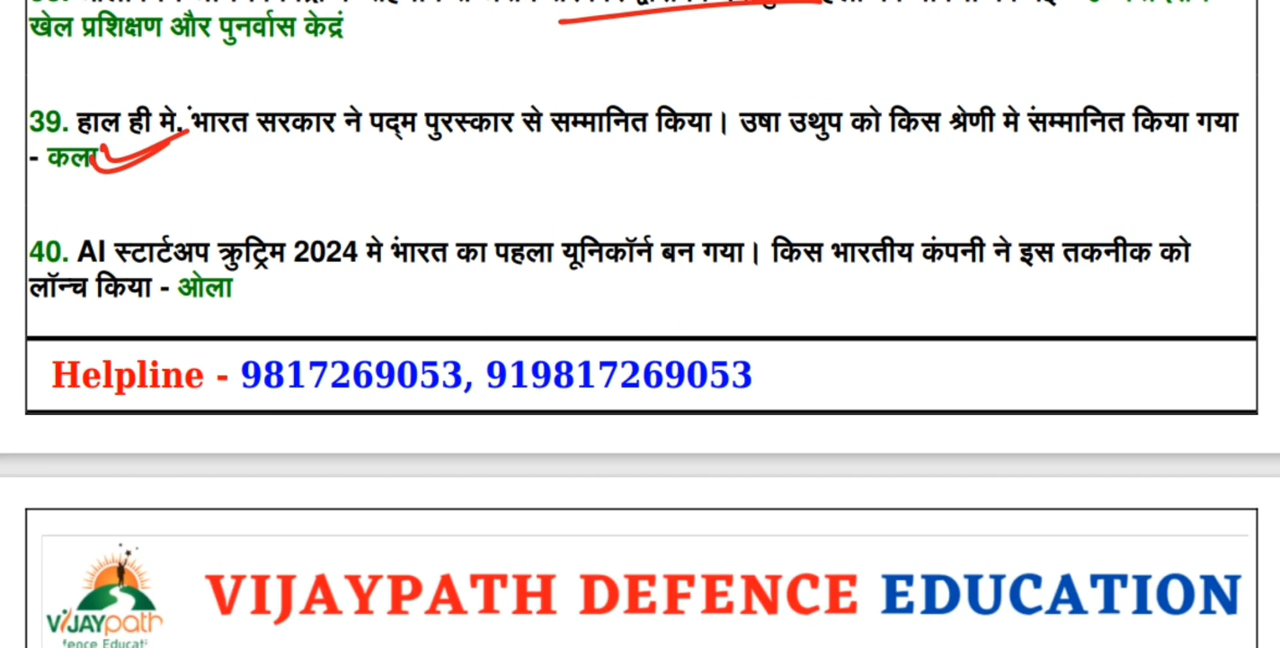 खेल प्रशिक्षण और पुनर्वास केद्रं
39. हाल ही मे.ंभारत सरकार ने पद्म पुरस्कार से सम्मानित किया। उषा उथुप को किस श्रेणी मे संम्मानित किया गया
- कला
40. AI स्टार्टअप क्रुट्रिम 2024 मे भंारत का पहला यूनिकॉर्न बन गया। किस भारतीय कंपनी ने इस तकनीक को
लॉन्च किया - ओला
Helpline - 9817269053, 919817269053
VIJAYPATH DEFENCE EDUCATION
ViJAYpath